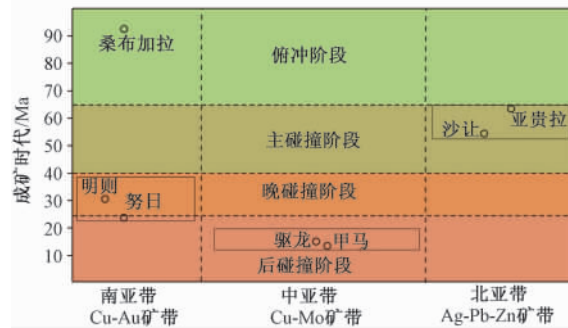 成矿时代/Ma
90
80
70
60
50
40
30
20
10
桑布加拉
俯冲阶段
亚贵拉
沙让
主碰撞阶段
明则
晚碰撞阶段
努日
驱龙
甲马
后碰撞阶段
南亚带
Cu-Au矿带
中亚带
Cu-Mo矿带
北亚带
Ag-Pb-Zn矿带